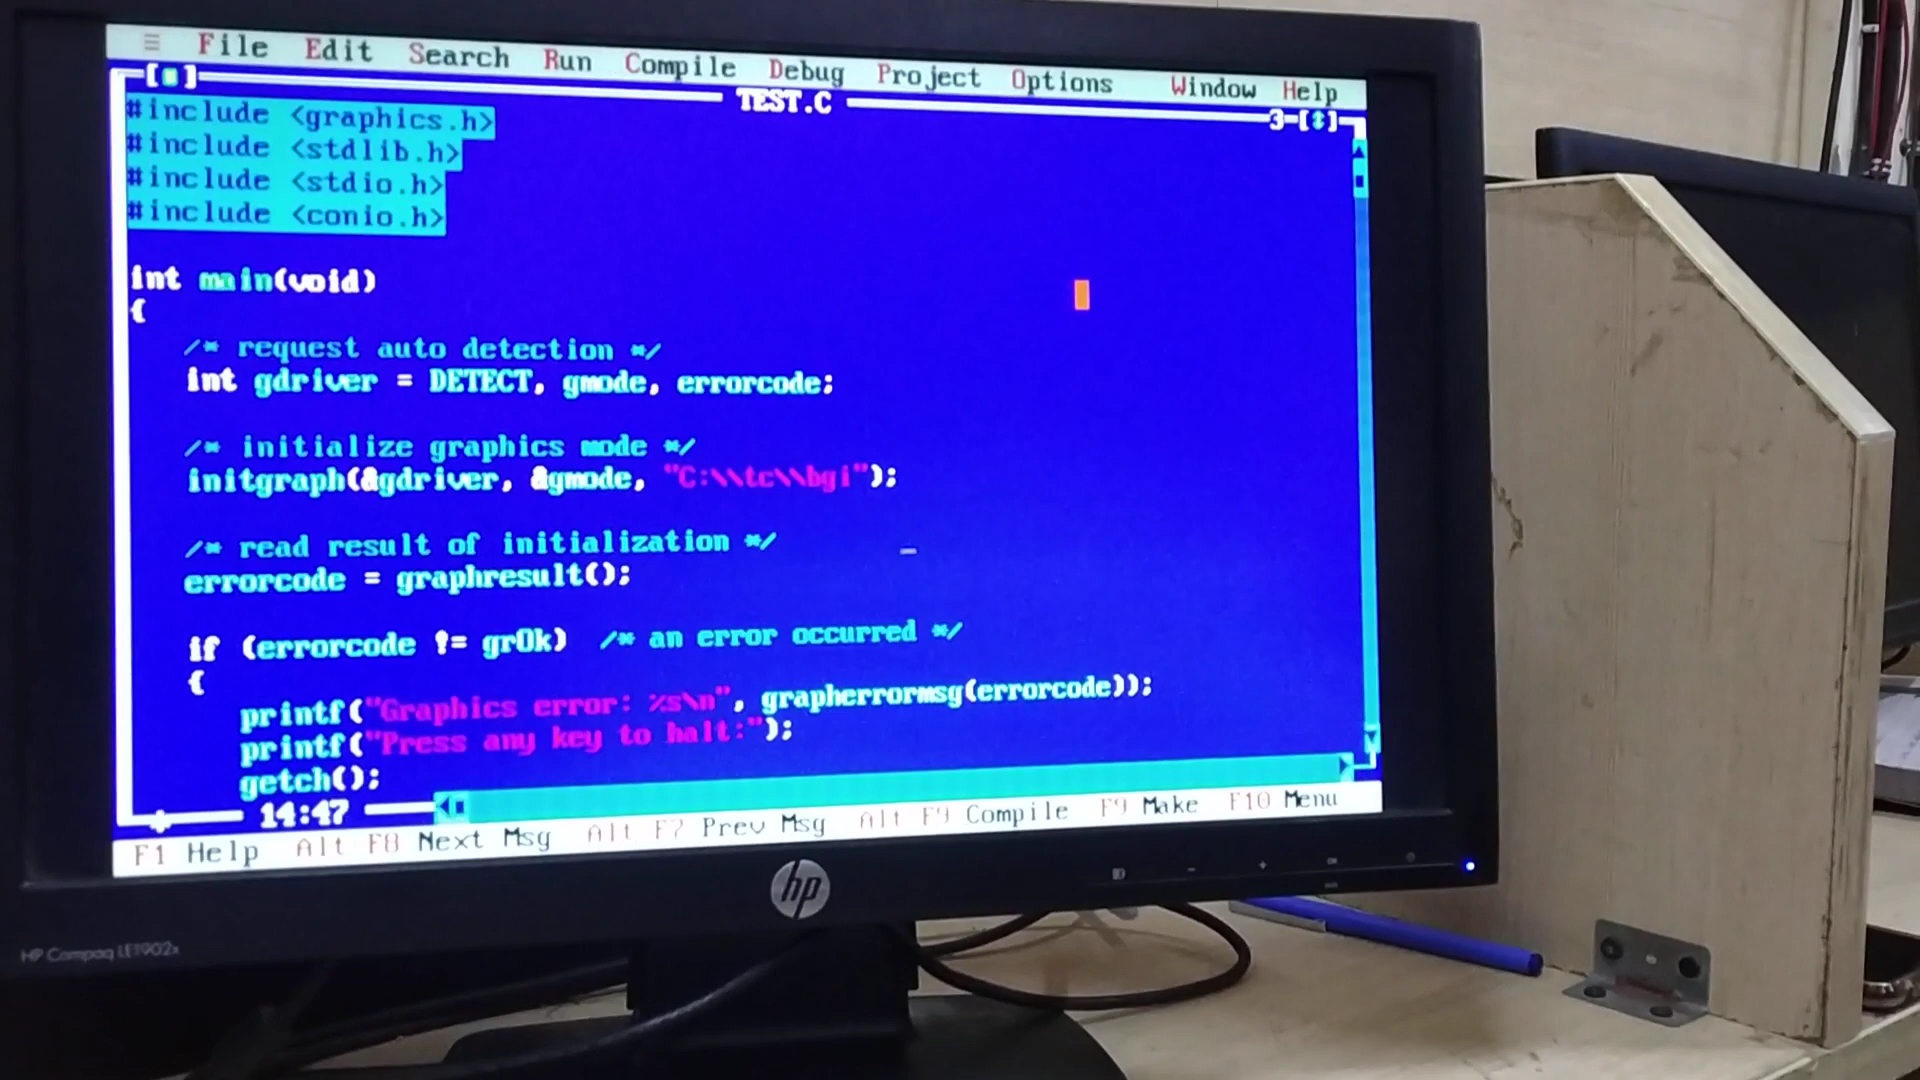 ≡ File Edit Search Run Compile Debug Project Options Window Help
[■] TEST.C 3-[↕]
#include <graphics.h>
#include <stdlib.h>
#include <stdio.h>
#include <conio.h>
int main(void)
{
/* request auto detection */
int gdriver = DETECT, gmode, errorcode;
/* initialize graphics mode */
initgraph(&gdriver, &gmode, "C:\\tc\\bgi");
/* read result of initialization */
errorcode = graphresult();
if (errorcode != grOk) /* an error occurred */
{
printf("Graphics error: %s\n", grapherrormsg(errorcode));
printf("Press any key to halt:");
getch();
14:47
F1 Help Alt F8 Next Msg Alt F7 Prev Msg Alt F9 Compile F9 Make F10 Menu
hp
HP Compaq LE1902x